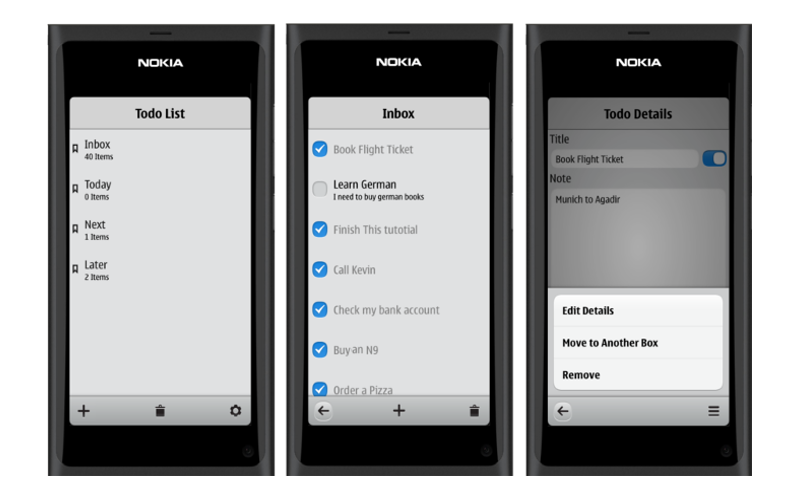 NOKIA
Todo List
Inbox
40 Items
Today
0 Items
Next
1 Items
Later
2 Items
NOKIA
Inbox
Book Flight Ticket
Learn German
I need to buy german books
Finish This tutotial
Call Kevin
Check my bank account
Buy an N9
Order a Pizza
NOKIA
Todo Details
Title
Book Flight Ticket
Note
Munich to Agadir
Edit Details
Move to Another Box
Remove